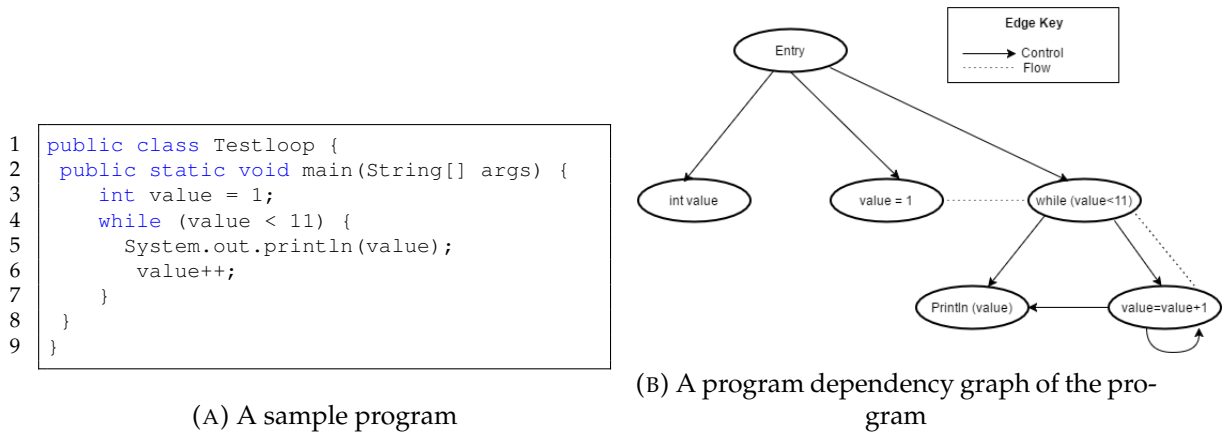 1 public class Testloop {
2 public static void main(String[] args) {
3 int value = 1;
4 while (value < 11) {
5 System.out.println(value);
6 value++;
7 }
8 }
9 }
(A) A sample program
Edge Key
Control
Flow
Entry
int value
value = 1
while (value<11)
Println (value)
value=value+1
(B) A program dependency graph of the pro-
gram